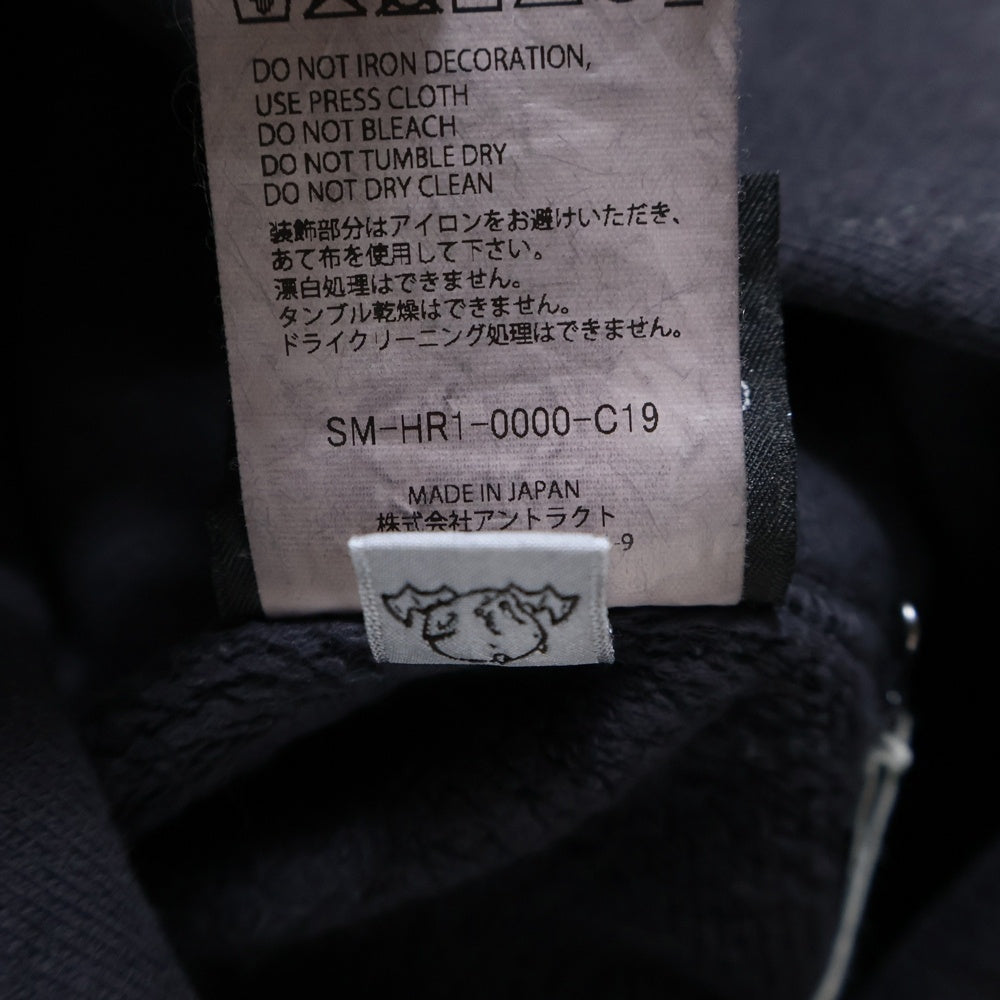 DO NOT IRON DECORATION,
USE PRESS CLOTH
DO NOT BLEACH
DO NOT TUMBLE DRY
DO NOT DRY CLEAN
装飾部分はアイロンをお避けいただき、
あて布を使用して下さい。
漂白処理はできません。
タンブル乾燥はできません。
ドライクリーニング処理はできません。
SM-HR1-0000-C19
MADE IN JAPAN
株式会社アントラクト
-9